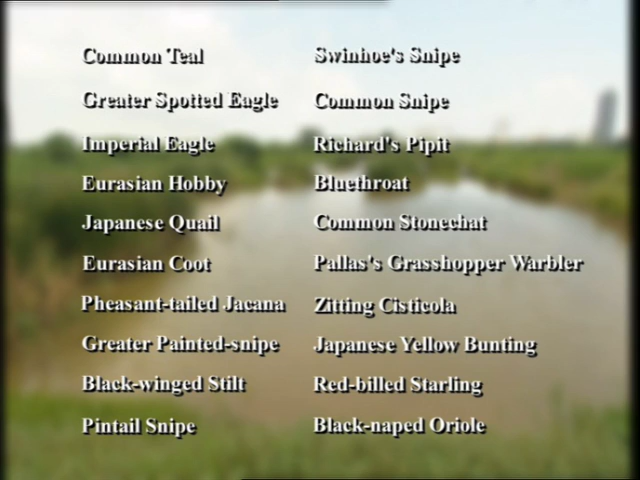 Common Teal
Greater Spotted Eagle
Imperial Eagle
Eurasian Hobby
Japanese Quail
Eurasian Coot
Pheasant-tailed Jacana
Greater Painted-snipe
Black-winged Stilt
Pintail Snipe
Swinhoe's Snipe
Common Snipe
Richard's Pipit
Bluethroat
Common Stonechat
Pallas's Grasshopper Warbler
Zitting Cisticola
Japanese Yellow Bunting
Red-billed Starling
Black-naped Oriole